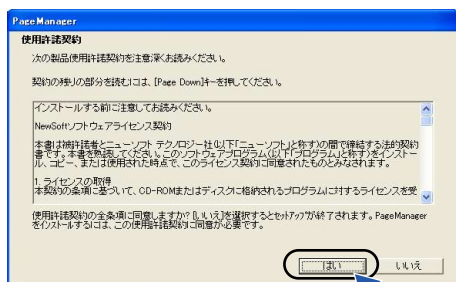 PageManager
使用許諾契約
次の製品使用許諾契約を注意深くお読みください。
契約の残りの部分を読むには、[Page Down]キーを押してください。
インストールする前に注意してお読みください。
NewSoftソフトウェアライセンス契約
本書は被許諾者とニューソフト テクノロジー社(以下「ニューソフト」と称す)の間で締結する法的契約
書です。本書を熟読してください。このソフトウェアプログラム(以下「プログラム」と称す)をインストー
ル、コピー、または使用された時点で、このライセンス契約に同意されたものとみなされます。
1. ライセンスの取得
本契約の条項に基づいて、CD-ROMまたはディスクに格納されるプログラムに対するライセンスを受
使用許諾契約の全条項に同意しますか? [いいえ]を選択するとセットアップが終了されます。PageManager
をインストールするには、この使用許諾契約に同意が必要です。
はい
いいえ